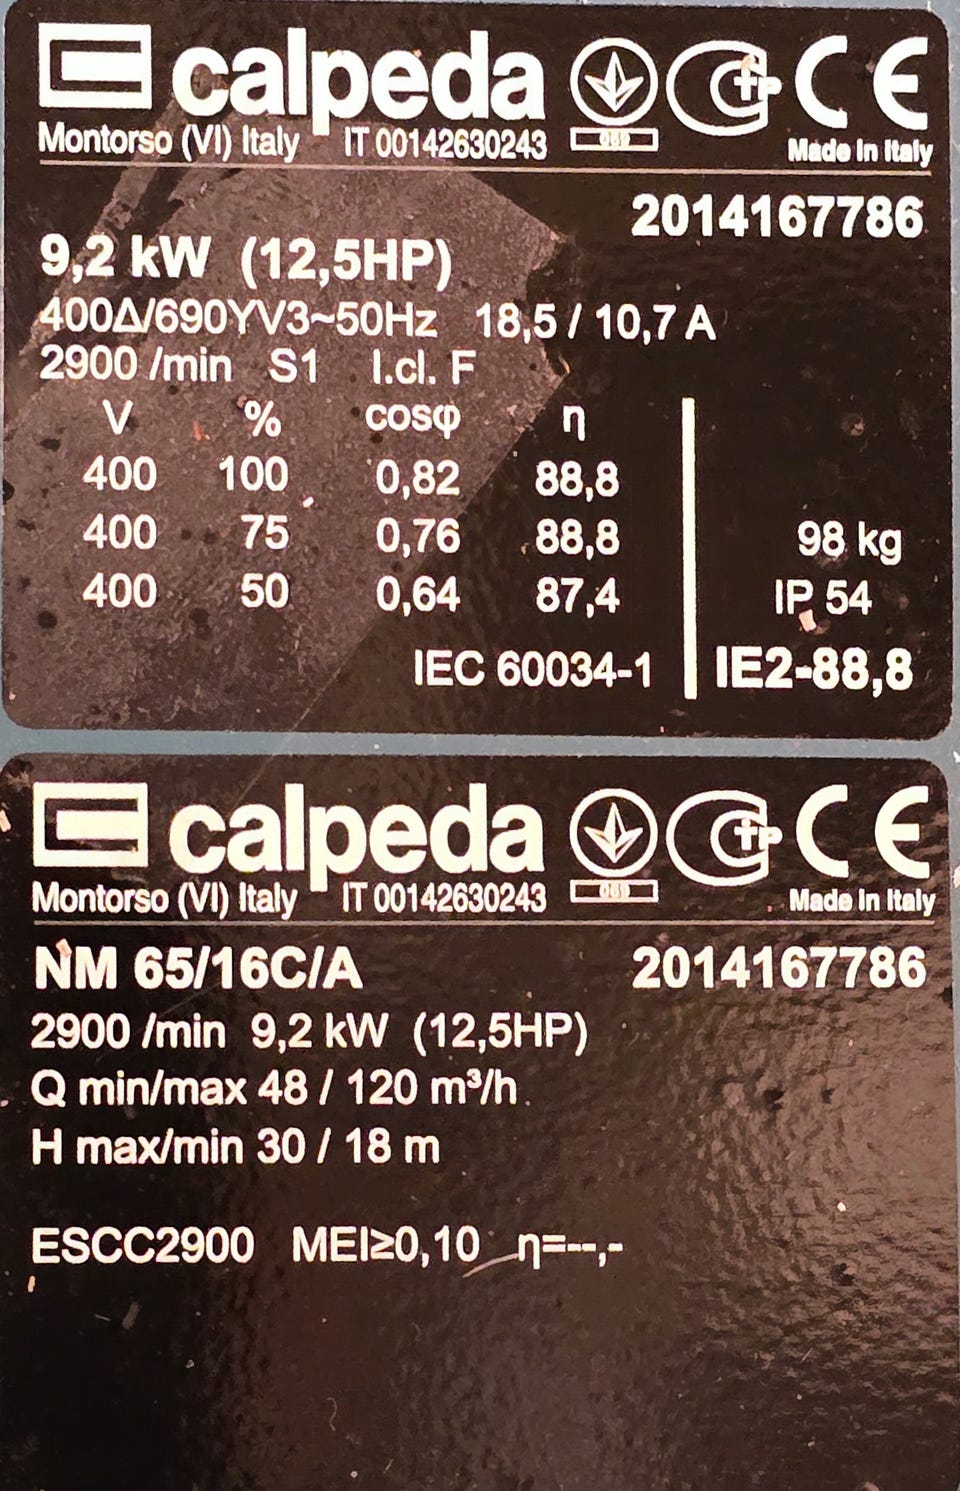 calpeda CE
Montorso (VI) Italy IT 00142630243 Made in Italy
2014167786
9,2 kW (12,5HP)
400Δ/690YV3~50Hz 18,5 / 10,7 A
2900 /min S1 I.cl. F
V % cosφ η
400 100 0,82 88,8
400 75 0,76 88,8
400 50 0,64 87,4
98 kg
IP 54
IEC 60034-1 IE2-88,8
calpeda CE
Montorso (VI) Italy IT 00142630243 Made in Italy
NM 65/16C/A 2014167786
2900 /min 9,2 kW (12,5HP)
Q min/max 48 / 120 m³/h
H max/min 30 / 18 m
ESCC2900 MEI≥0,10 η=--,-